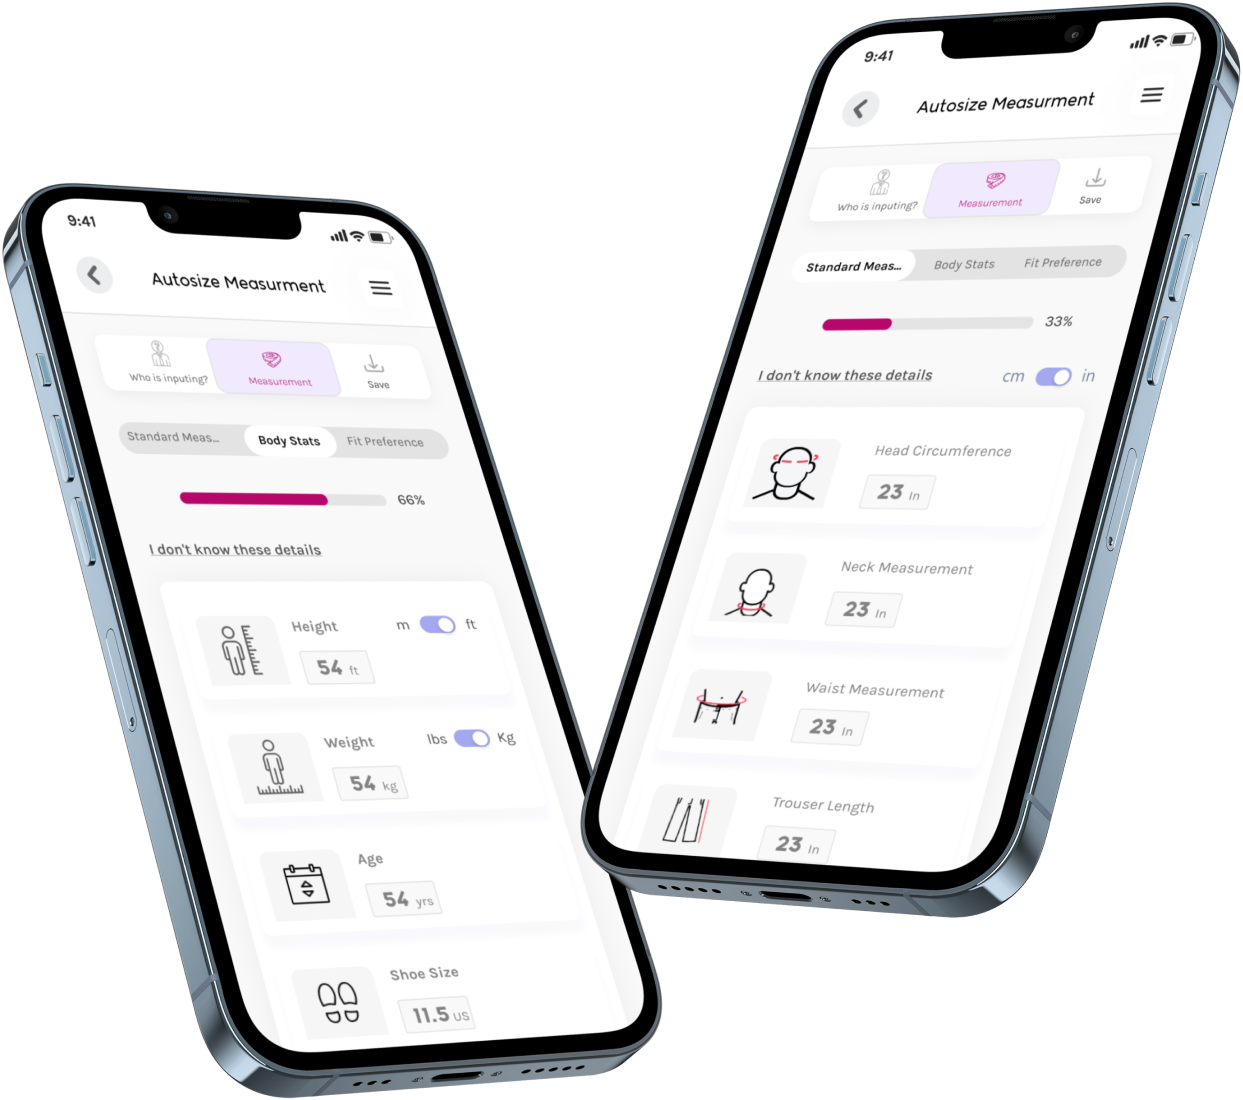 9:41
Autosize Measurment
Who is inputing?
Measurement
Save
Standard Meas...
Body Stats
Fit Preference
66%
I don't know these details
Height
m
ft
54 ft
Weight
lbs
Kg
54 kg
Age
54 yrs
Shoe Size
11.5 US
9:41
Autosize Measurment
Who is inputing?
Measurement
Save
Standard Meas...
Body Stats
Fit Preference
33%
I don't know these details
cm
in
Head Circumference
23 In
Neck Measurement
23 In
Waist Measurement
23 In
Trouser Length
23 In